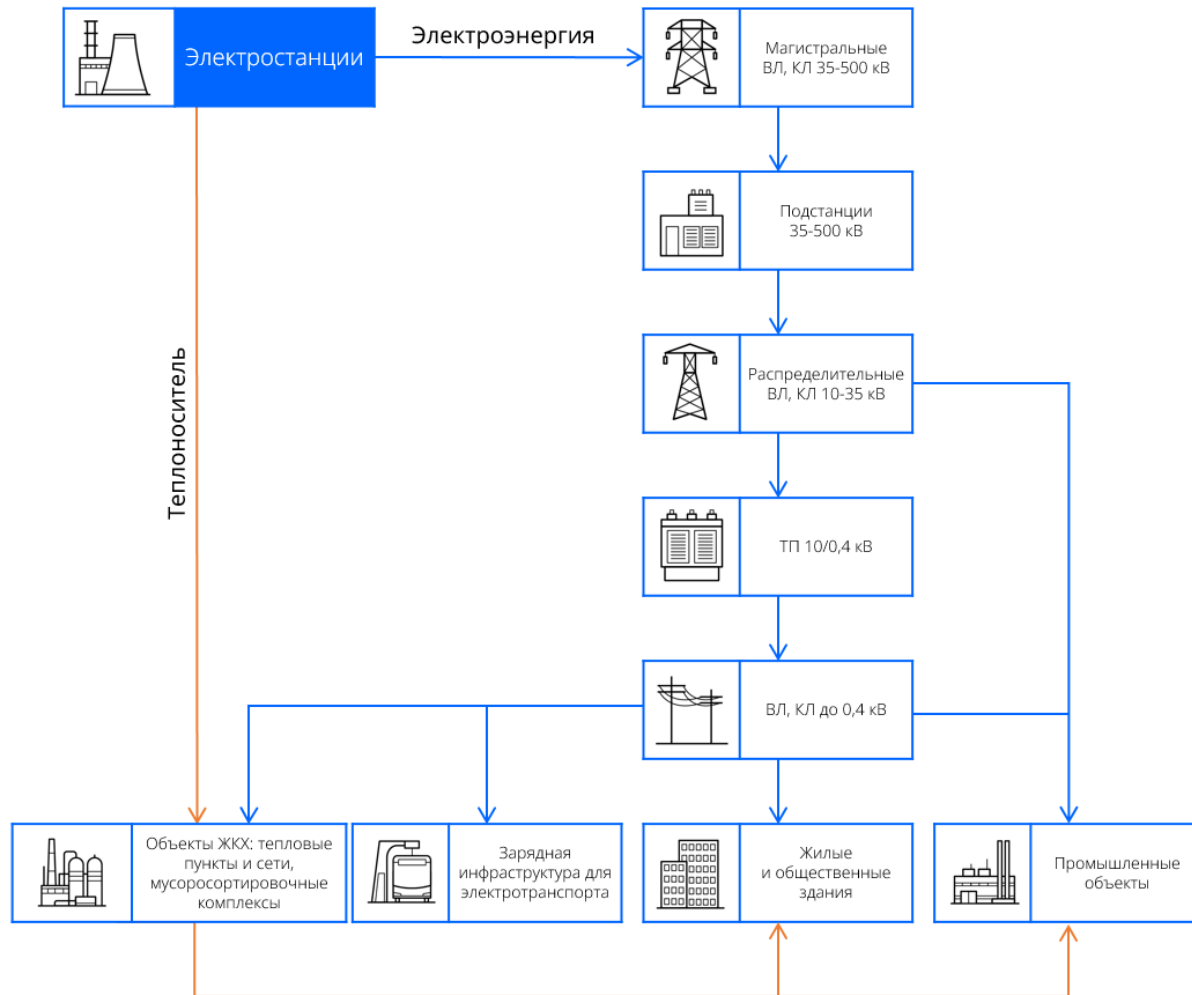 Электростанции
Электроэнергия
Магистральные
ВЛ, КЛ 35-500 кВ
Подстанции
35-500 кВ
Распределительные
ВЛ, КЛ 10-35 кВ
Теплоноситель
ТП 10/0,4 кВ
ВЛ, КЛ до 0,4 кВ
Объекты ЖКХ: тепловые
пункты и сети,
мусоросортировочные
комплексы
Зарядная
инфраструктура для
электротранспорта
Жилые
и общественные
здания
Промышленные
объекты